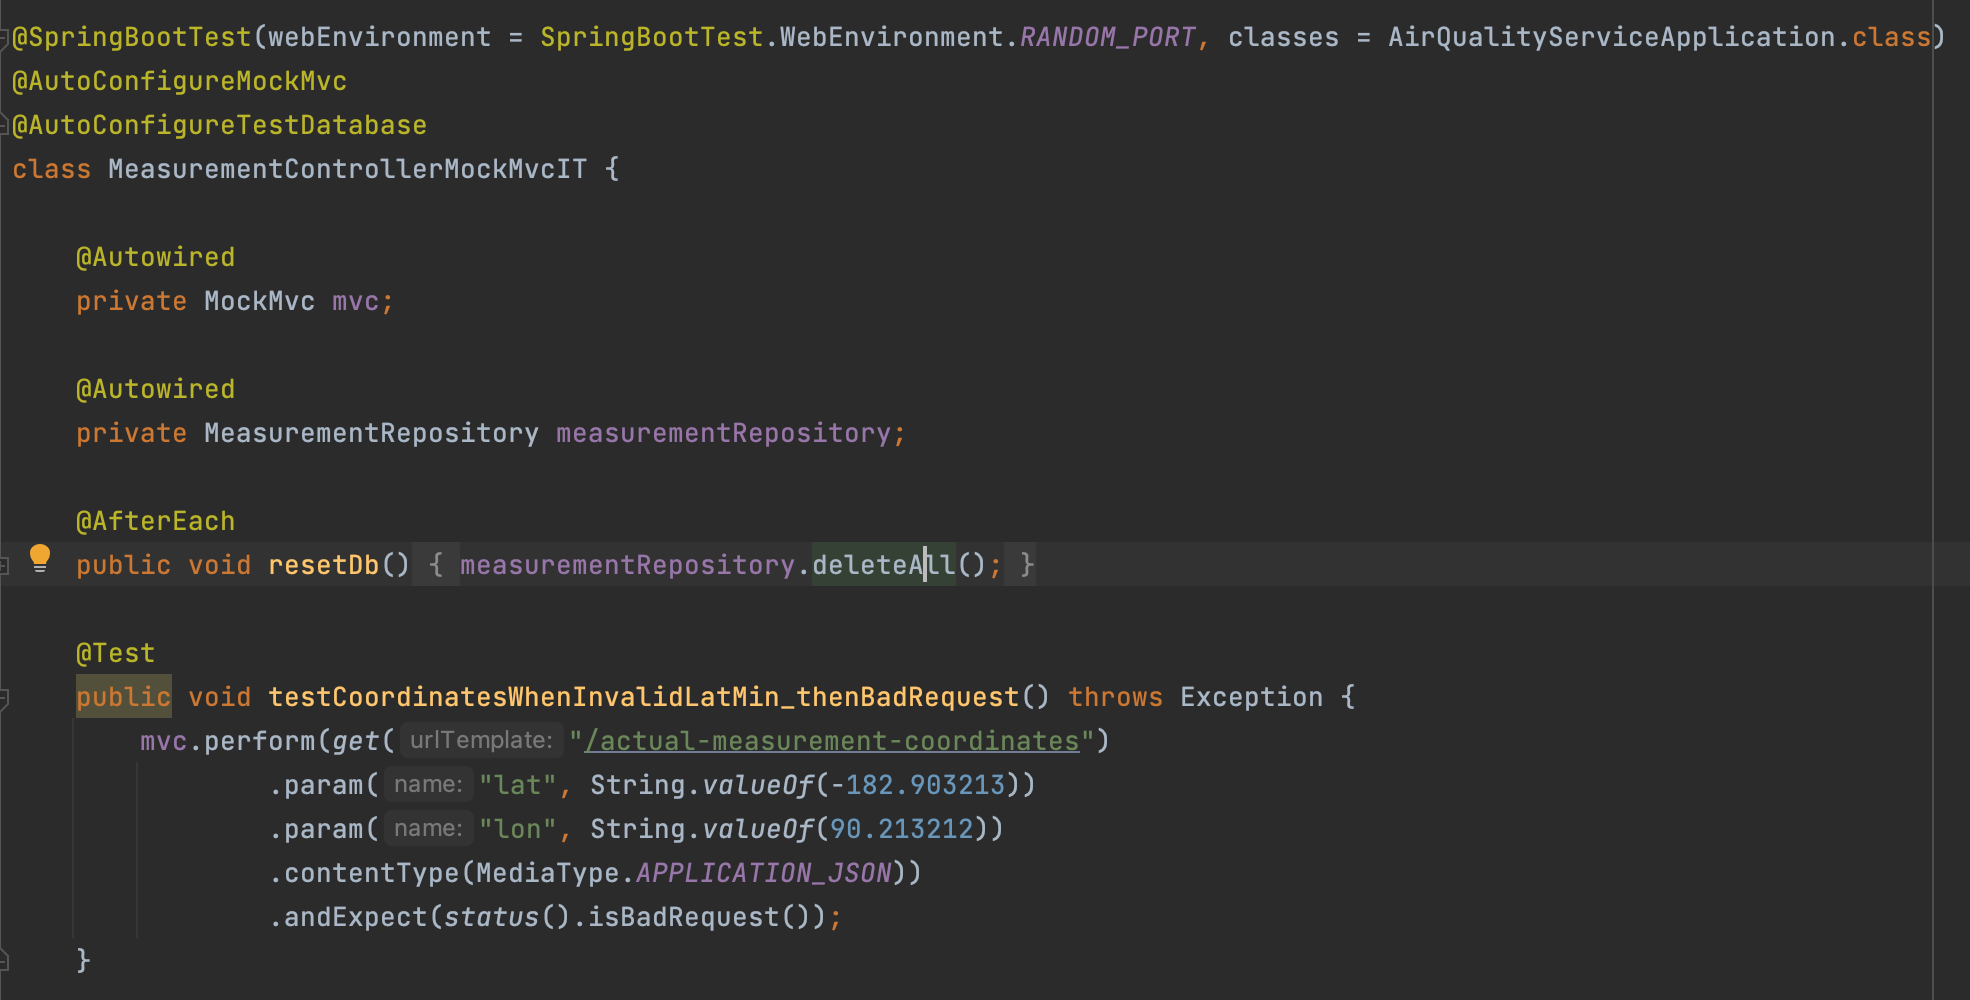 @SpringBootTest(webEnvironment = SpringBootTest.WebEnvironment.RANDOM_PORT, classes = AirQualityServiceApplication.class)
@AutoConfigureMockMvc
@AutoConfigureTestDatabase
class MeasurementControllerMockMvcIT {
@Autowired
private MockMvc mvc;
@Autowired
private MeasurementRepository measurementRepository;
@AfterEach
public void resetDb() { measurementRepository.deleteAll(); }
@Test
public void testCoordinatesWhenInvalidLatMin_thenBadRequest() throws Exception {
mvc.perform(get( urlTemplate: "/actual-measurement-coordinates")
.param( name: "lat", String.valueOf(-182.903213))
.param( name: "lon", String.valueOf(90.213212))
.contentType(MediaType.APPLICATION_JSON))
.andExpect(status().isBadRequest());
}